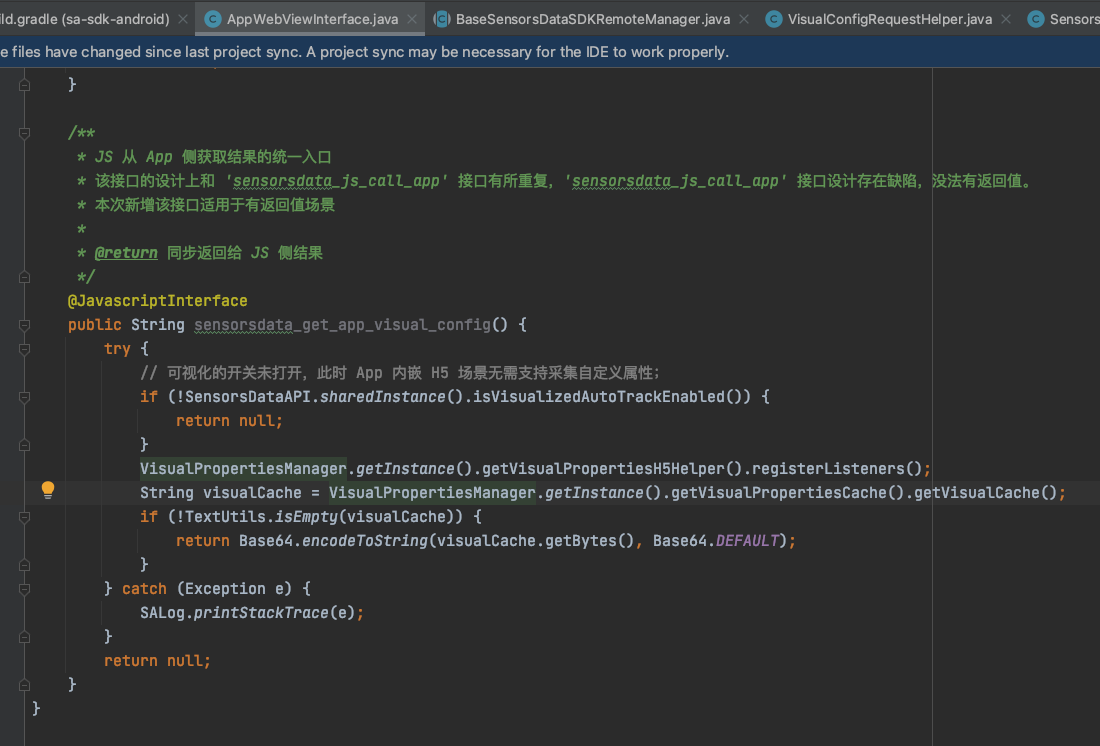 ild.gradle (sa-sdk-android) AppWebViewInterface.java BaseSensorsDataSDKRemoteManager.java VisualConfigRequestHelper.java Sensors
e files have changed since last project sync. A project sync may be necessary for the IDE to work properly.
}
/**
* JS 从 App 侧获取结果的统一入口
* 该接口的设计上和 'sensorsdata_js_call_app' 接口有所重复，'sensorsdata_js_call_app' 接口设计存在缺陷，没法有返回值。
* 本次新增该接口适用于有返回值场景
*
* @return 同步返回给 JS 侧结果
*/
@JavascriptInterface
public String sensorsdata_get_app_visual_config() {
try {
// 可视化的开关未打开，此时 App 内嵌 H5 场景无需支持采集自定义属性；
if (!SensorsDataAPI.sharedInstance().isVisualizedAutoTrackEnabled()) {
return null;
}
VisualPropertiesManager.getInstance().getVisualPropertiesH5Helper().registerListeners();
String visualCache = VisualPropertiesManager.getInstance().getVisualPropertiesCache().getVisualCache();
if (!TextUtils.isEmpty(visualCache)) {
return Base64.encodeToString(visualCache.getBytes(), Base64.DEFAULT);
}
} catch (Exception e) {
SALog.printStackTrace(e);
}
return null;
}
}